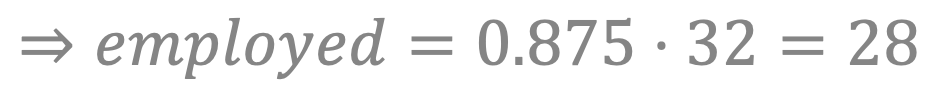 ⇒ employed = 0.875 · 32 = 28